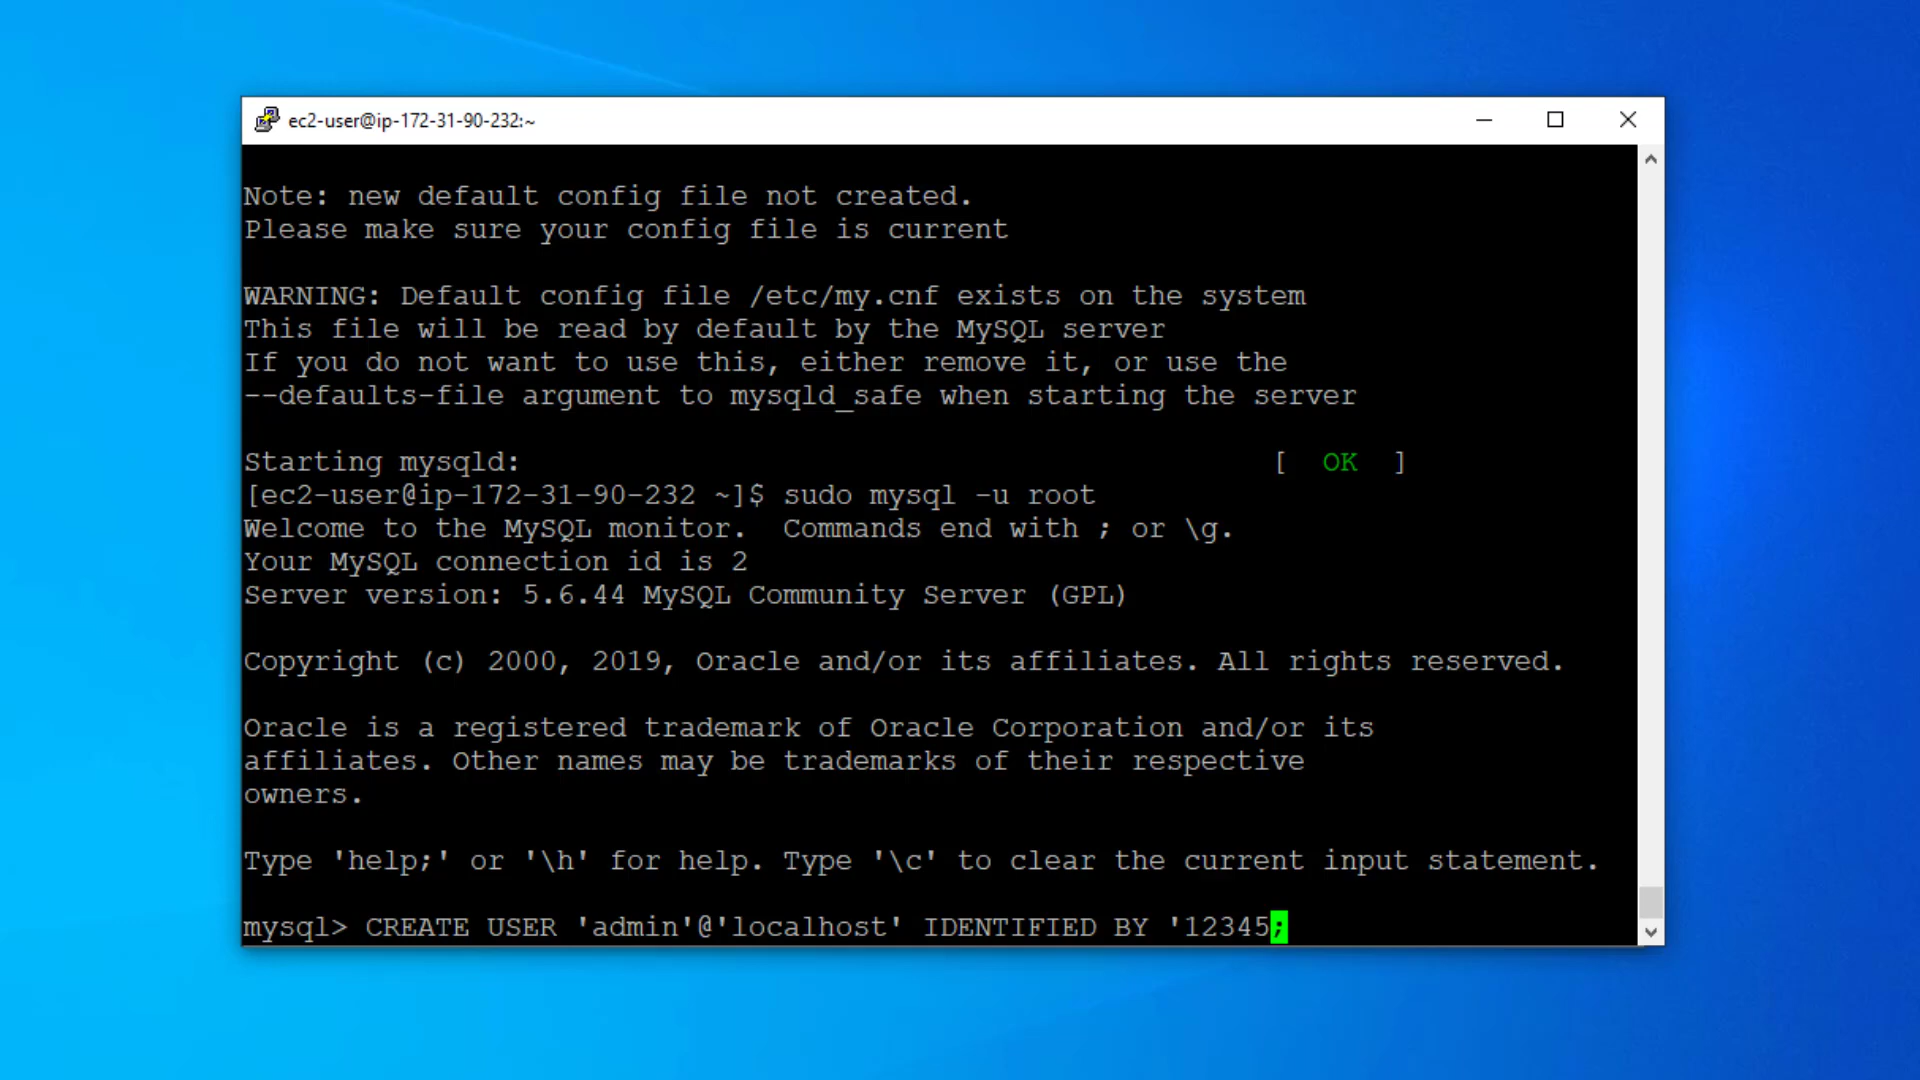 ec2-user@ip-172-31-90-232:~
Note: new default config file not created.
Please make sure your config file is current
WARNING: Default config file /etc/my.cnf exists on the system
This file will be read by default by the MySQL server
If you do not want to use this, either remove it, or use the
--defaults-file argument to mysqld_safe when starting the server
Starting mysqld: [ OK ]
[ec2-user@ip-172-31-90-232 ~]$ sudo mysql -u root
Welcome to the MySQL monitor.  Commands end with ; or \g.
Your MySQL connection id is 2
Server version: 5.6.44 MySQL Community Server (GPL)
Copyright (c) 2000, 2019, Oracle and/or its affiliates. All rights reserved.
Oracle is a registered trademark of Oracle Corporation and/or its
affiliates. Other names may be trademarks of their respective
owners.
Type 'help;' or '\h' for help. Type '\c' to clear the current input statement.
mysql> CREATE USER 'admin'@'localhost' IDENTIFIED BY '12345;